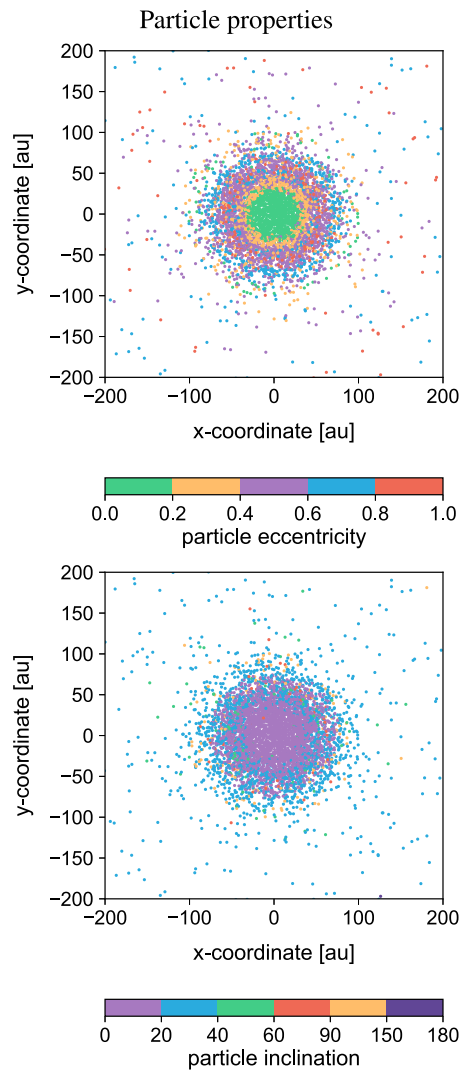 Particle properties
200
150
100
50
0
−50
−100
−150
−200
y-coordinate [au]
−200 −100 0 100 200
x-coordinate [au]
0.0 0.2 0.4 0.6 0.8 1.0
particle eccentricity
200
150
100
50
0
−50
−100
−150
−200
y-coordinate [au]
−200 −100 0 100 200
x-coordinate [au]
0 20 40 60 90 150 180
particle inclination